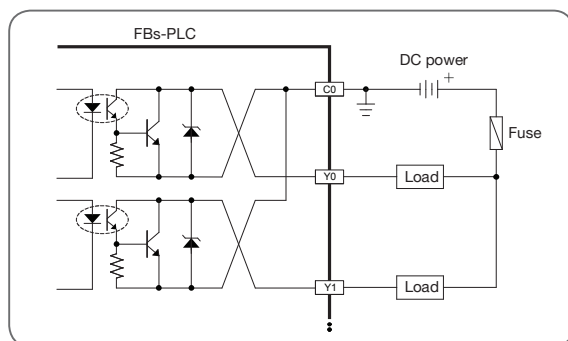 FBs-PLC
DC power
C0
+
Fuse
Y0
Load
Y1
Load